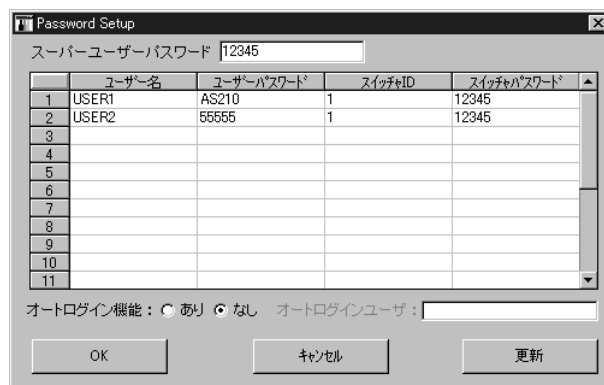 Password Setup
スーパーユーザーパスワード 12345
ユーザー名 ユーザーパスワード スイッチャID スイッチャパスワード
1 USER1 AS210 1 12345
2 USER2 55555 1 12345
3
4
5
6
7
8
9
10
11
オートログイン機能： あり なし オートログインユーザ：
OK キャンセル 更新